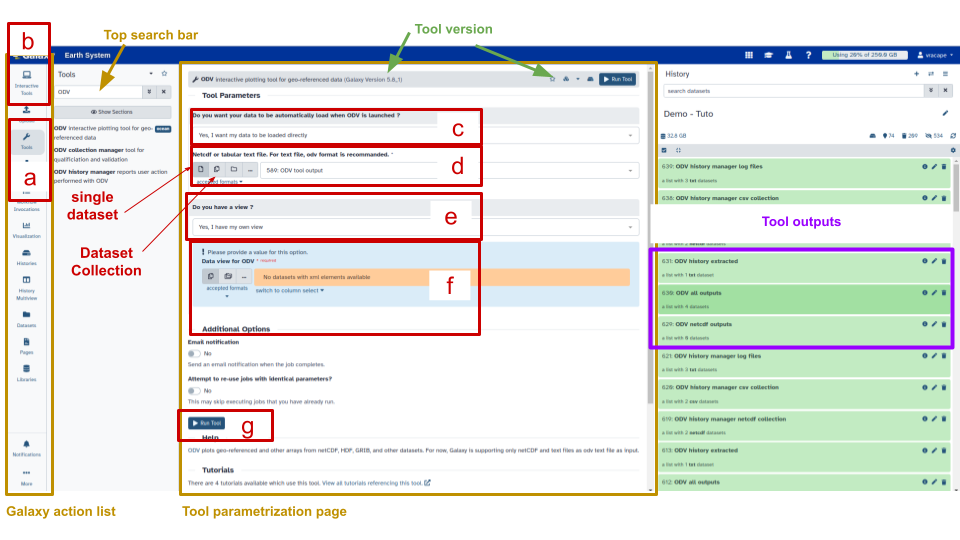 Top search bar
Tool version
b
Galaxy Earth System
Using 20% of 250.0 GB
vracape
Interactive Tools
Tools
ODV
Show Sections
ODV interactive plotting tool for geo-referenced data
ocean
ODV collection manager tool for qualificiation and validation
ODV history manager reports user action performed with ODV
Tools
a
Invocations
Visualization
Histories
History Multiview
Datasets
Pages
Libraries
Notifications
More
single dataset
Dataset Collection
ODV interactive plotting tool for geo-referenced data (Galaxy Version 5.8_1)
Run Tool
Tool Parameters
Do you want your data to be automatically load when ODV is launched ?
c
Yes, I want my data to be loaded directly
Netcdf or tabular text file. For text file, odv format is recommanded. *
d
589: ODV tool output
accepted formats
Do you have a view ?
e
Yes, I have my own view
Please provide a value for this option.
Data view for ODV * required
No datasets with xml elements available
accepted formats
switch to column select
f
Additional Options
Email notification
No
Send an email notification when the job completes.
Attempt to re-use jobs with identical parameters?
No
This may skip executing jobs that you have already run.
Run Tool
g
Help
ODV plots geo-referenced and other arrays from netCDF, HDF, GRIB, and other datasets. For now, Galaxy is supporting only netCDF and text files as odv text file as input.
Tutorials
There are 4 tutorials available which use this tool. View all tutorials referencing this tool.
History
search datasets
Demo - Tuto
32.8 GB
74
209
534
639: ODV history manager log files
a list with 3 txt datasets
636: ODV history manager csv collection
Tool outputs
631: ODV history extracted
a list with 1 txt dataset
630: ODV all outputs
a list with 4 datasets
629: ODV netcdf outputs
a list with 0 datasets
621: ODV history manager log files
a list with 3 txt datasets
620: ODV history manager csv collection
a list with 2 csv datasets
619: ODV history manager netcdf collection
a list with 2 netcdf datasets
613: ODV history extracted
a list with 1 txt dataset
612: ODV all outputs
Galaxy action list
Tool parametrization page